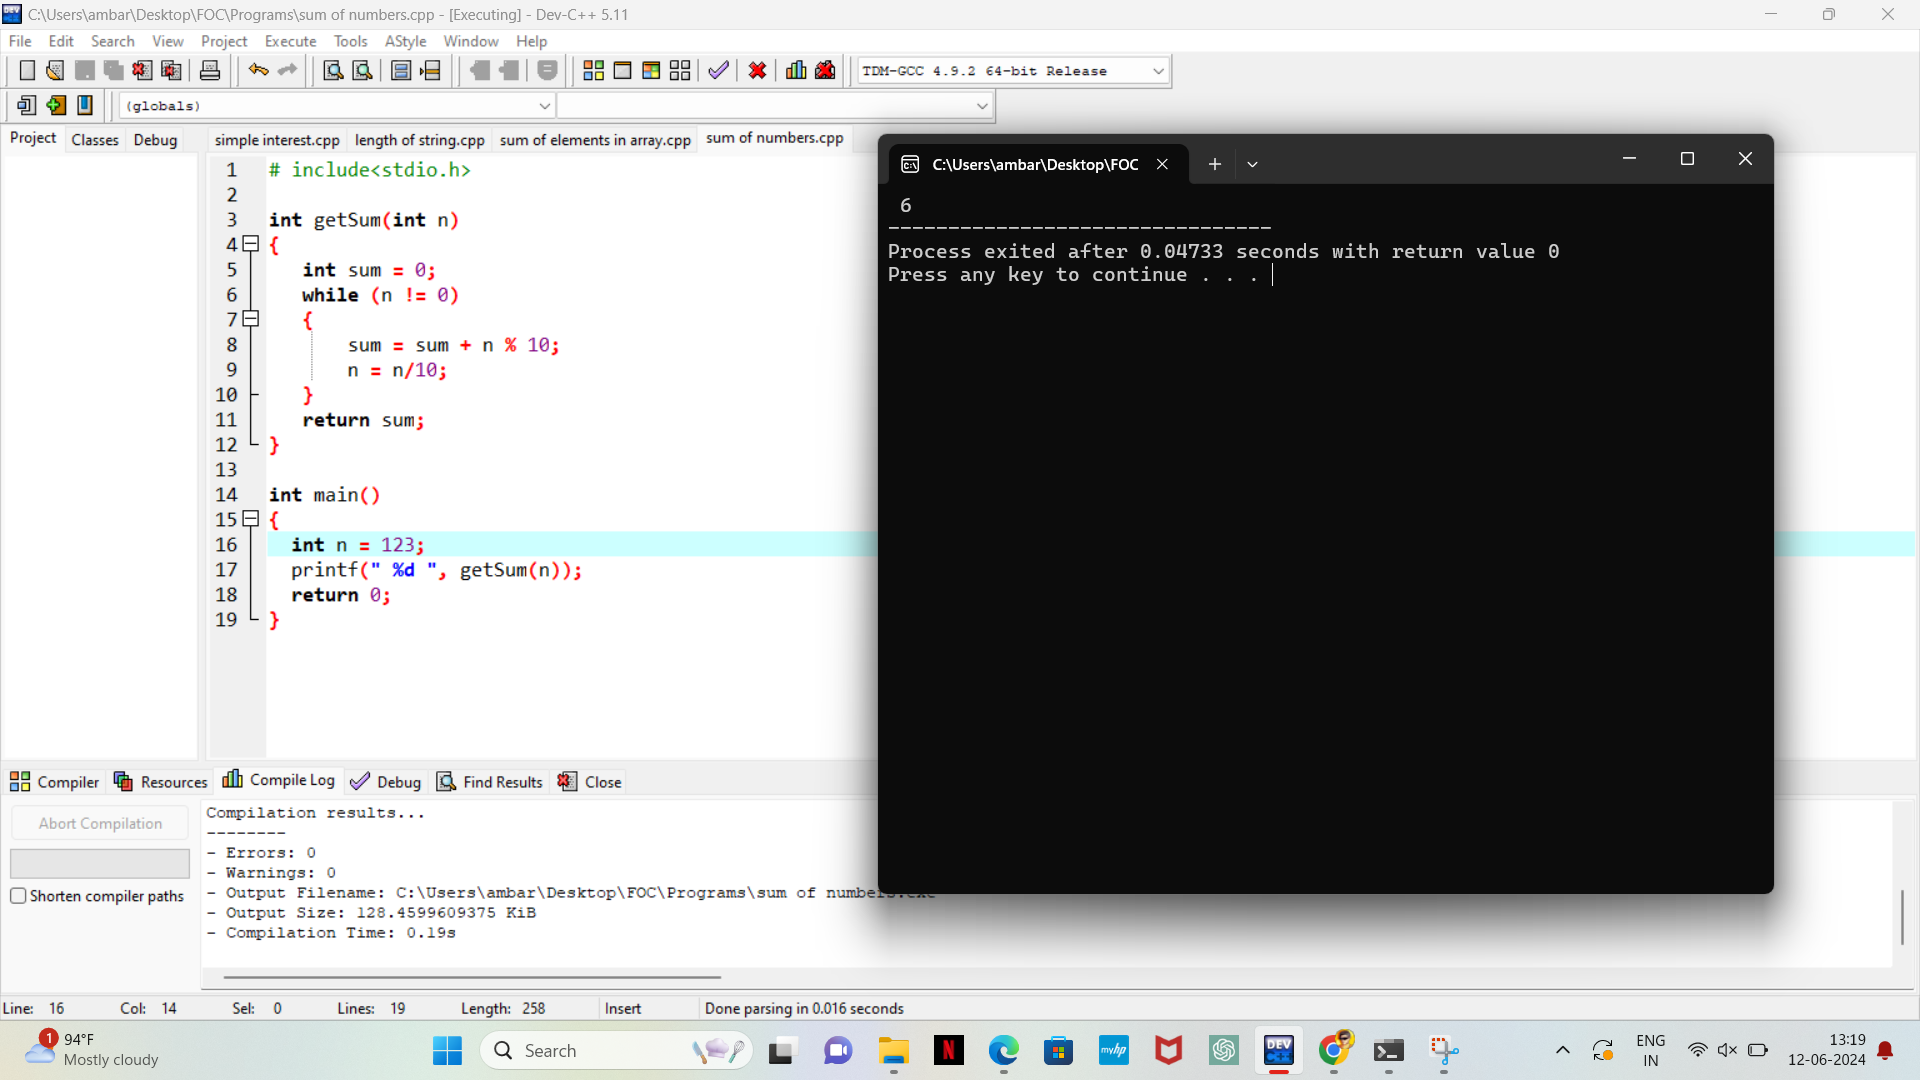 C:\Users\ambar\Desktop\FOC\Programs\sum of numbers.cpp - [Executing] - Dev-C++ 5.11
File Edit Search View Project Execute Tools AStyle Window Help
TDM-GCC 4.9.2 64-bit Release
(globals)
Project Classes Debug
simple interest.cpp length of string.cpp sum of elements in array.cpp sum of numbers.cpp
1 # include<stdio.h>
2
3 int getSum(int n)
4 {
5 int sum = 0;
6 while (n != 0)
7 {
8 sum = sum + n % 10;
9 n = n/10;
10 }
11 return sum;
12 }
13
14 int main()
15 {
16 int n = 123;
17 printf(" %d ", getSum(n));
18 return 0;
19 }
C:\Users\ambar\Desktop\FOC
6
--------------------------------
Process exited after 0.04733 seconds with return value 0
Press any key to continue . . .
Compiler Resources Compile Log Debug Find Results Close
Abort Compilation
Shorten compiler paths
Compilation results...
--------
- Errors: 0
- Warnings: 0
- Output Filename: C:\Users\ambar\Desktop\FOC\Programs\sum of numbers.exe
- Output Size: 128.4599609375 KiB
- Compilation Time: 0.19s
Line: 16 Col: 14 Sel: 0 Lines: 19 Length: 258 Insert Done parsing in 0.016 seconds
1
94°F
Mostly cloudy
Search
N
myhp
DEV
C++
ENG
IN
13:19
12-06-2024